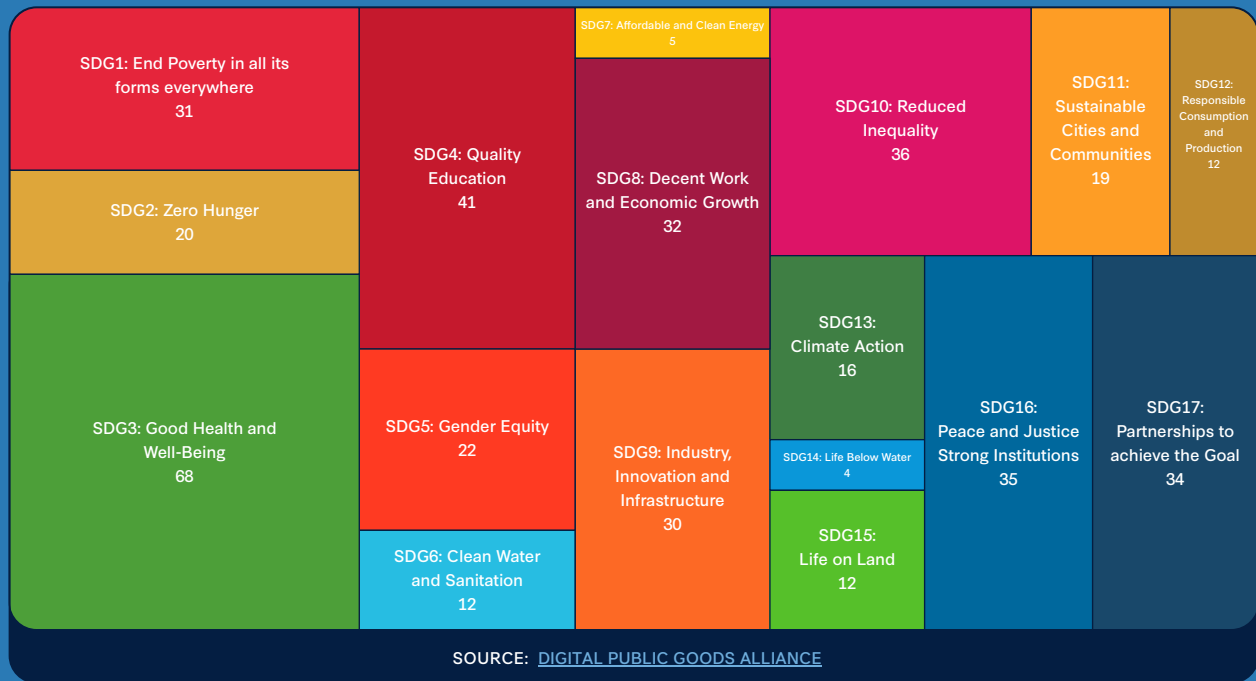 SDG1: End Poverty in all its
forms everywhere
31
SDG2: Zero Hunger
20
SDG3: Good Health and
Well-Being
68
SDG4: Quality
Education
41
SDG5: Gender Equity
22
SDG6: Clean Water
and Sanitation
12
SDG7: Affordable and Clean Energy
5
SDG8: Decent Work
and Economic Growth
32
SDG9: Industry,
Innovation and
Infrastructure
30
SDG10: Reduced
Inequality
36
SDG11:
Sustainable
Cities and
Communities
19
SDG12:
Responsible
Consumption
and
Production
12
SDG13:
Climate Action
16
SDG14: Life Below Water
4
SDG15:
Life on Land
12
SDG16:
Peace and Justice
Strong Institutions
35
SDG17:
Partnerships to
achieve the Goal
34
SOURCE: DIGITAL PUBLIC GOODS ALLIANCE